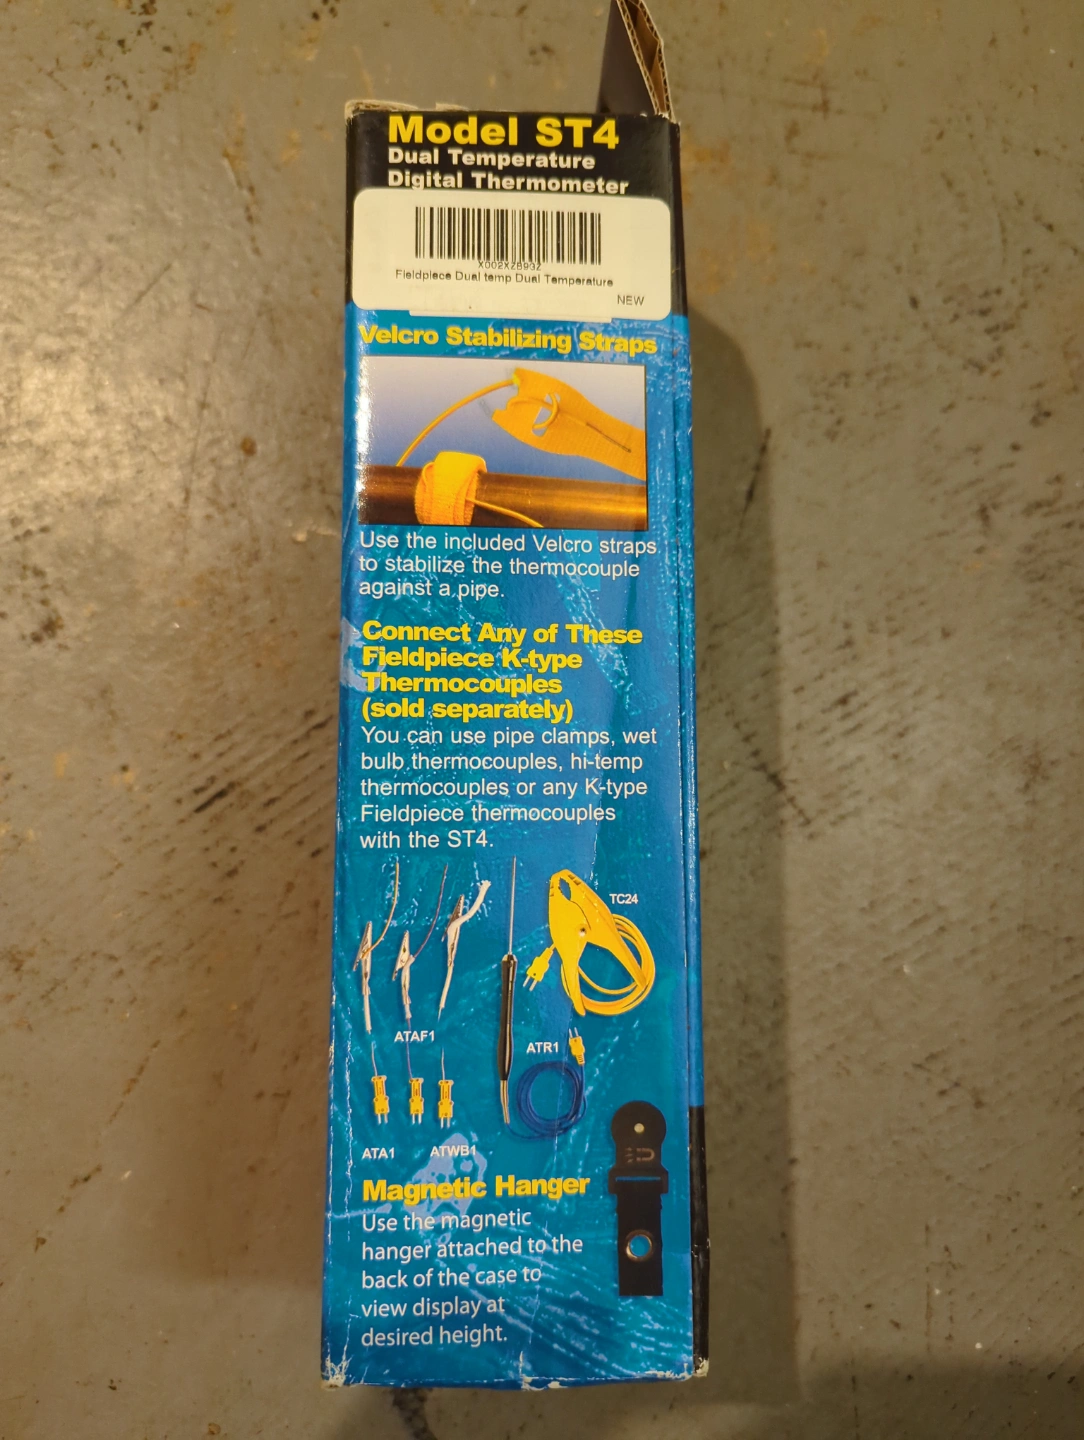 Model ST4
Dual Temperature
Digital Thermometer
X002XZB93Z
Fieldpiece Dual temp Dual Temperature
NEW
Velcro Stabilizing Straps
Use the included Velcro straps
to stabilize the thermocouple
against a pipe.
Connect Any of These
Fieldpiece K-type
Thermocouples
(sold separately)
You can use pipe clamps, wet
bulb thermocouples, hi-temp
thermocouples or any K-type
Fieldpiece thermocouples
with the ST4.
TC24
ATAF1
ATR1
ATA1
ATWB1
Magnetic Hanger
Use the magnetic
hanger attached to the
back of the case to
view display at
desired height.